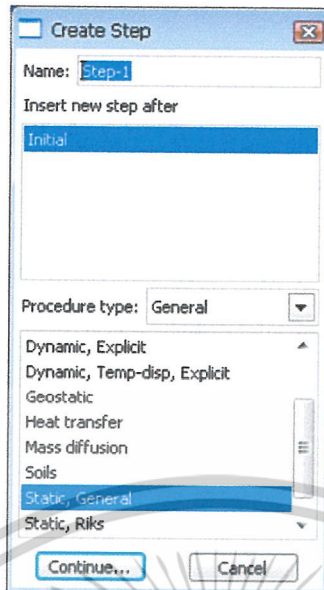 Create Step
Name: Step-1
Insert new step after
Initial
Procedure type: General
Dynamic, Explicit
Dynamic, Temp-disp, Explicit
Geostatic
Heat transfer
Mass diffusion
Soils
Static, General
Static, Riks
Continue... Cancel